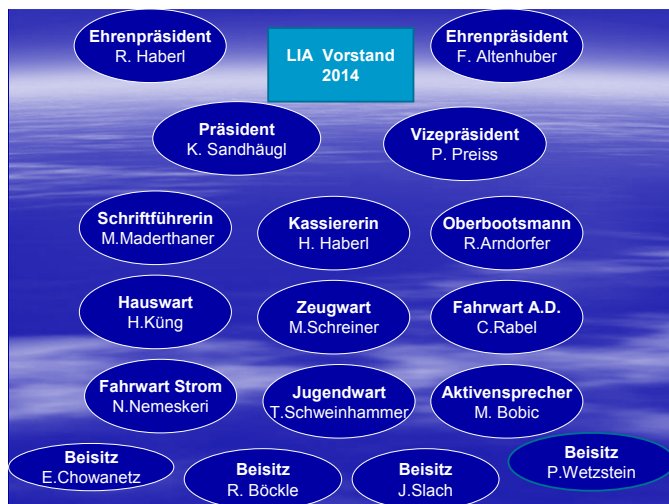 Ehrenpräsident
R. Haberl
LIA Vorstand
2014
Ehrenpräsident
F. Altenhuber
Präsident
K. Sandhäugl
Vizepräsident
P. Preiss
Schriftführerin
M.Maderthaner
Kassiererin
H. Haberl
Oberbootsmann
R.Arndorfer
Hauswart
H.Küng
Zeugwart
M.Schreiner
Fahrwart A.D.
C.Rabel
Fahrwart Strom
N.Nemeskeri
Jugendwart
T.Schweinhammer
Aktivensprecher
M. Bobic
Beisitz
E.Chowanetz
Beisitz
R. Böckle
Beisitz
J.Slach
Beisitz
P.Wetzstein